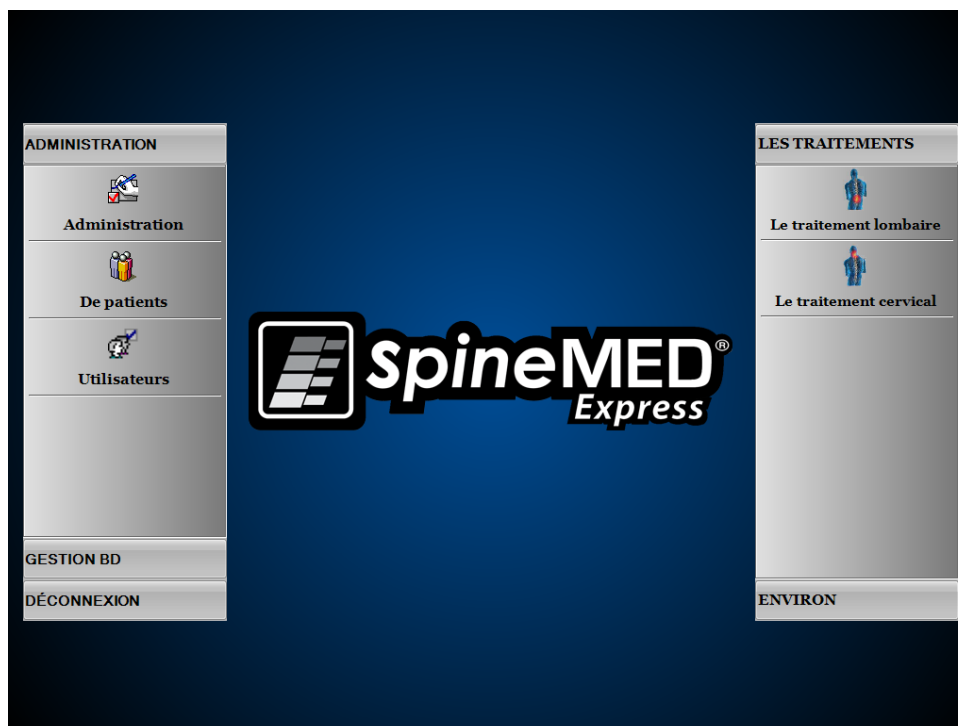 ADMINISTRATION
Administration
De patients
Utilisateurs
GESTION BD
DÉCONNEXION
SpineMED®
Express
LES TRAITEMENTS
Le traitement lombaire
Le traitement cervical
ENVIRON